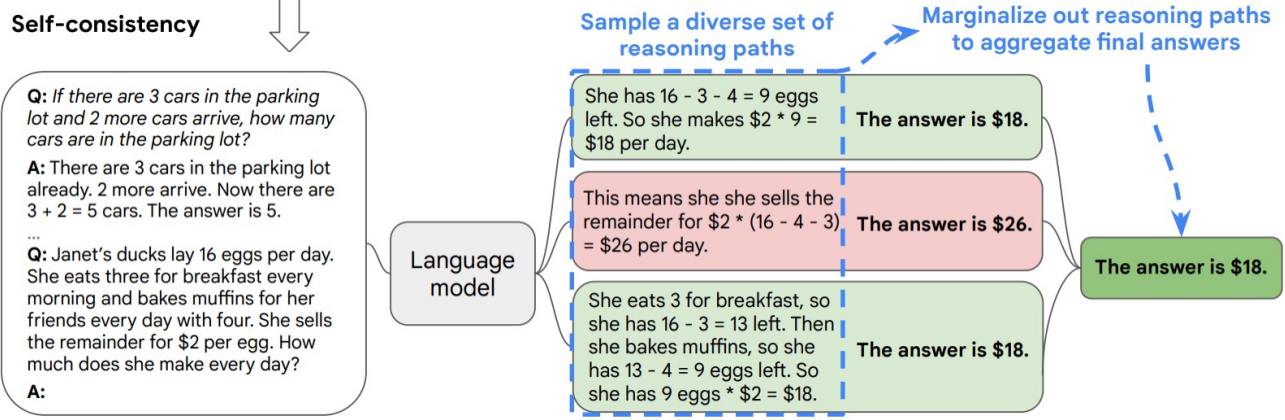 Self-consistency
Sample a diverse set of
reasoning paths
Marginalize out reasoning paths
to aggregate final answers
Q: If there are 3 cars in the parking
lot and 2 more cars arrive, how many
cars are in the parking lot?
A: There are 3 cars in the parking lot
already. 2 more arrive. Now there are
3 + 2 = 5 cars. The answer is 5.
...
Q: Janet's ducks lay 16 eggs per day.
She eats three for breakfast every
morning and bakes muffins for her
friends every day with four. She sells
the remainder for $2 per egg. How
much does she make every day?
A:
Language
model
She has 16 - 3 - 4 = 9 eggs
left. So she makes $2 * 9 =
$18 per day.
The answer is $18.
This means she she sells the
remainder for $2 * (16 - 4 - 3)
= $26 per day.
The answer is $26.
She eats 3 for breakfast, so
she has 16 - 3 = 13 left. Then
she bakes muffins, so she
has 13 - 4 = 9 eggs left. So
she has 9 eggs * $2 = $18.
The answer is $18.
The answer is $18.